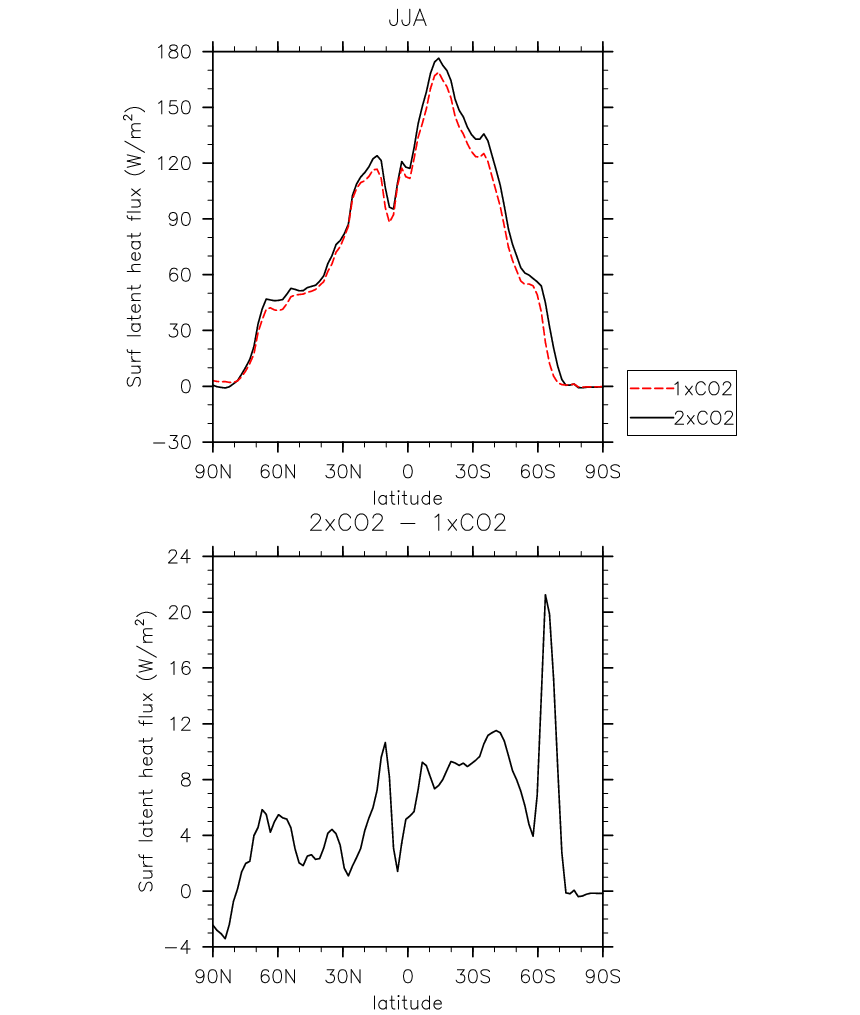 JJA
Surf latent heat flux (W/m²)
180
150
120
90
60
30
0
−30
90N 60N 30N 0 30S 60S 90S
latitude
1xCO2
2xCO2
2xCO2 − 1xCO2
Surf latent heat flux (W/m²)
24
20
16
12
8
4
0
−4
90N 60N 30N 0 30S 60S 90S
latitude